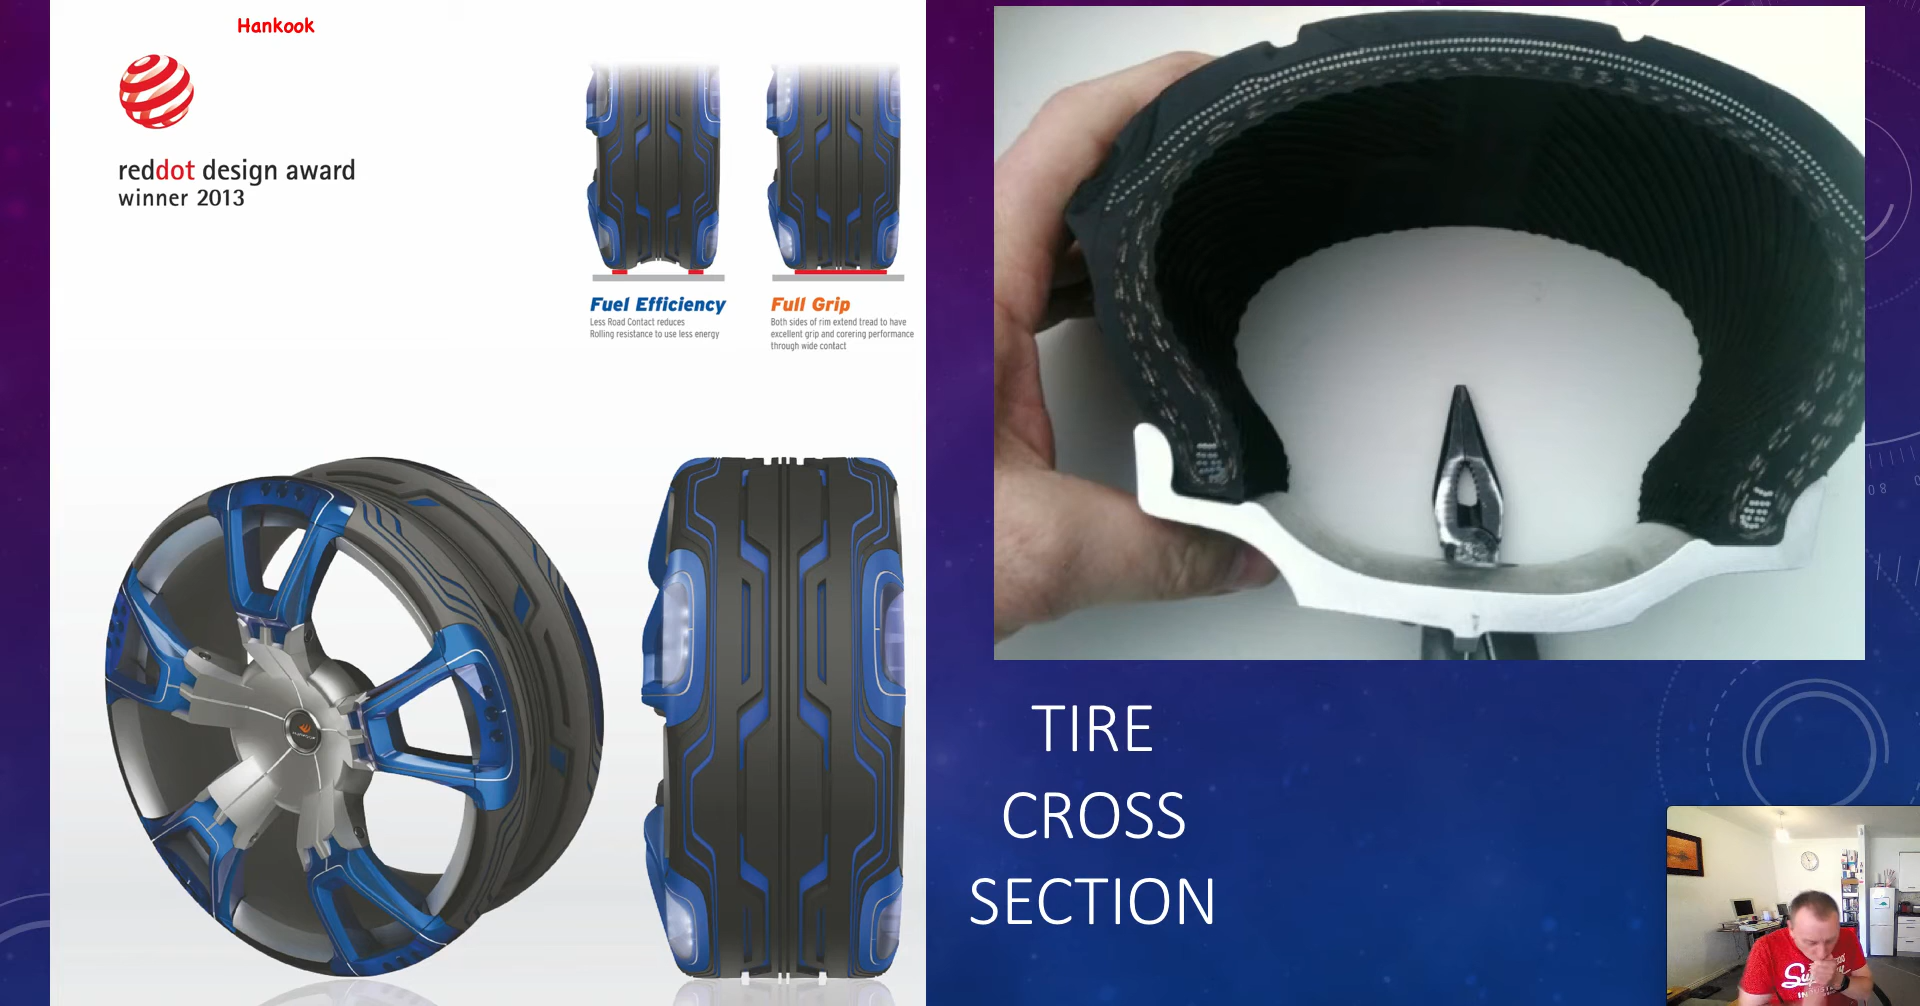 Hankook
reddot design award
winner 2013
Fuel Efficiency
Less Road Contact reduces
Rolling resistance to use less energy
Full Grip
Both sides of rim extend tread to have
excellent grip and corering performance
through wide contact
TIRE
CROSS
SECTION
08